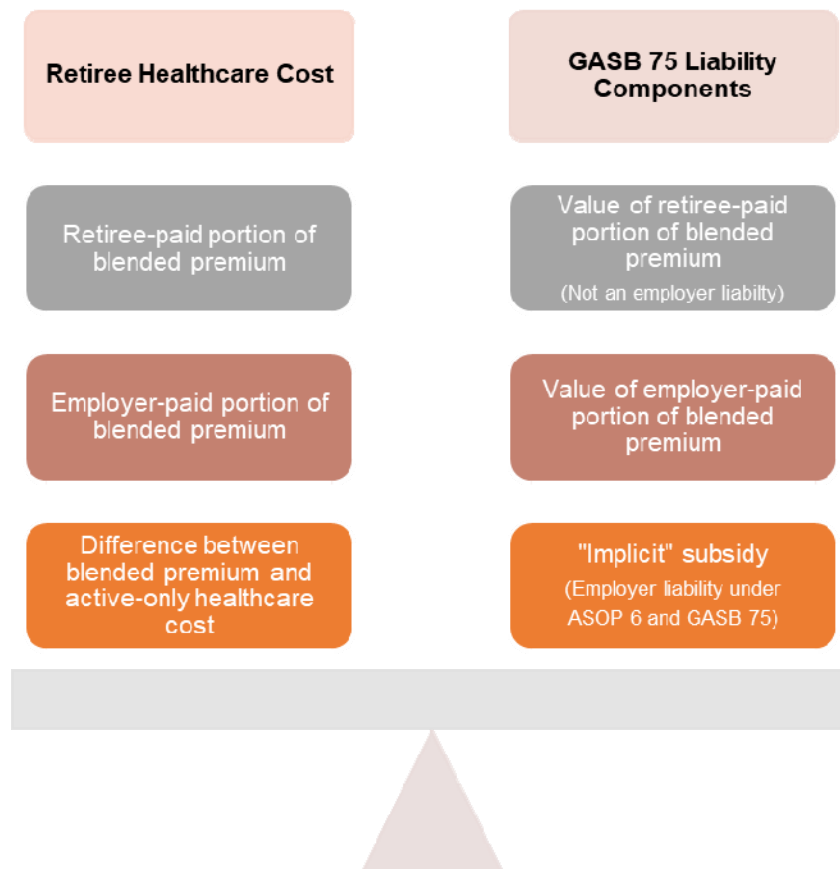 Retiree Healthcare Cost
GASB 75 Liability
Components
Retiree-paid portion of
blended premium
Value of retiree-paid
portion of blended
premium
(Not an employer liabilty)
Employer-paid portion of
blended premium
Value of employer-paid
portion of blended
premium
Difference between
blended premium and
active-only healthcare
cost
"Implicit" subsidy
(Employer liability under
ASOP 6 and GASB 75)